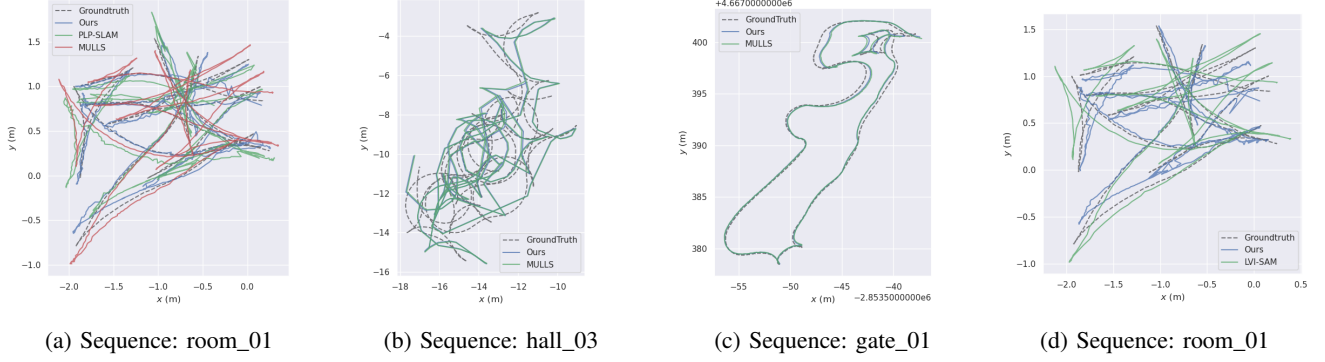 Groundtruth
Ours
PLP-SLAM
MULLS
1.5
1.0
0.5
0.0
−0.5
−1.0
y (m)
−2.0 −1.5 −1.0 −0.5 0.0
x (m)
(a) Sequence: room_01
−4
−6
−8
−10
−12
−14
−16
y (m)
GroundTruth
Ours
MULLS
−18 −16 −14 −12 −10
x (m)
(b) Sequence: hall_03
+4.6670000000e6
GroundTruth
Ours
MULLS
400
395
390
385
380
y (m)
−55 −50 −45 −40
x (m)
−2.8535000000e6
(c) Sequence: gate_01
1.5
1.0
0.5
0.0
−0.5
−1.0
y (m)
Groundtruth
Ours
LVI-SAM
−2.0 −1.5 −1.0 −0.5 0.0 0.5
x (m)
(d) Sequence: room_01